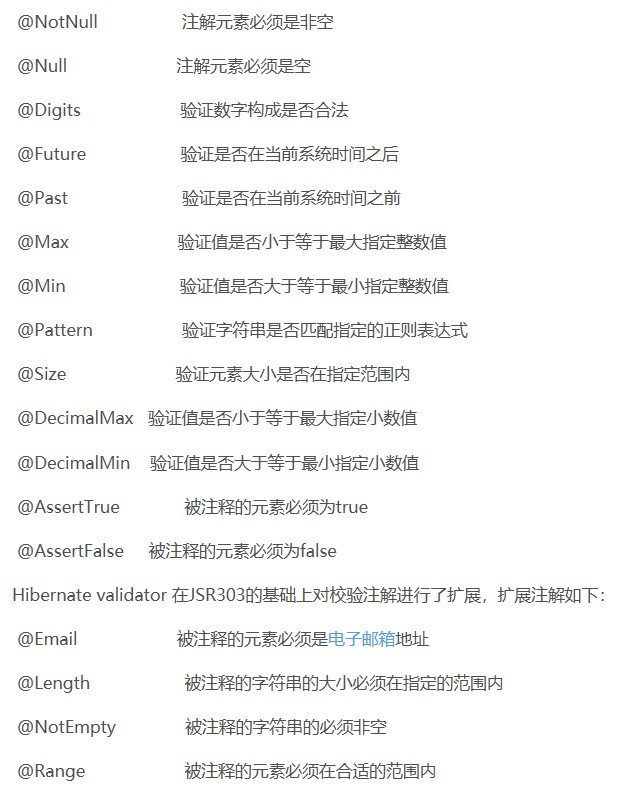 @NotNull 注解元素必须是非空
@Null 注解元素必须是空
@Digits 验证数字构成是否合法
@Future 验证是否在当前系统时间之后
@Past 验证是否在当前系统时间之前
@Max 验证值是否小于等于最大指定整数值
@Min 验证值是否大于等于最小指定整数值
@Pattern 验证字符串是否匹配指定的正则表达式
@Size 验证元素大小是否在指定范围内
@DecimalMax 验证值是否小于等于最大指定小数值
@DecimalMin 验证值是否大于等于最小指定小数值
@AssertTrue 被注释的元素必须为true
@AssertFalse 被注释的元素必须为false
Hibernate validator 在JSR303的基础上对校验注解进行了扩展，扩展注解如下：
@Email 被注释的元素必须是电子邮箱地址
@Length 被注释的字符串的大小必须在指定的范围内
@NotEmpty 被注释的字符串的必须非空
@Range 被注释的元素必须在合适的范围内